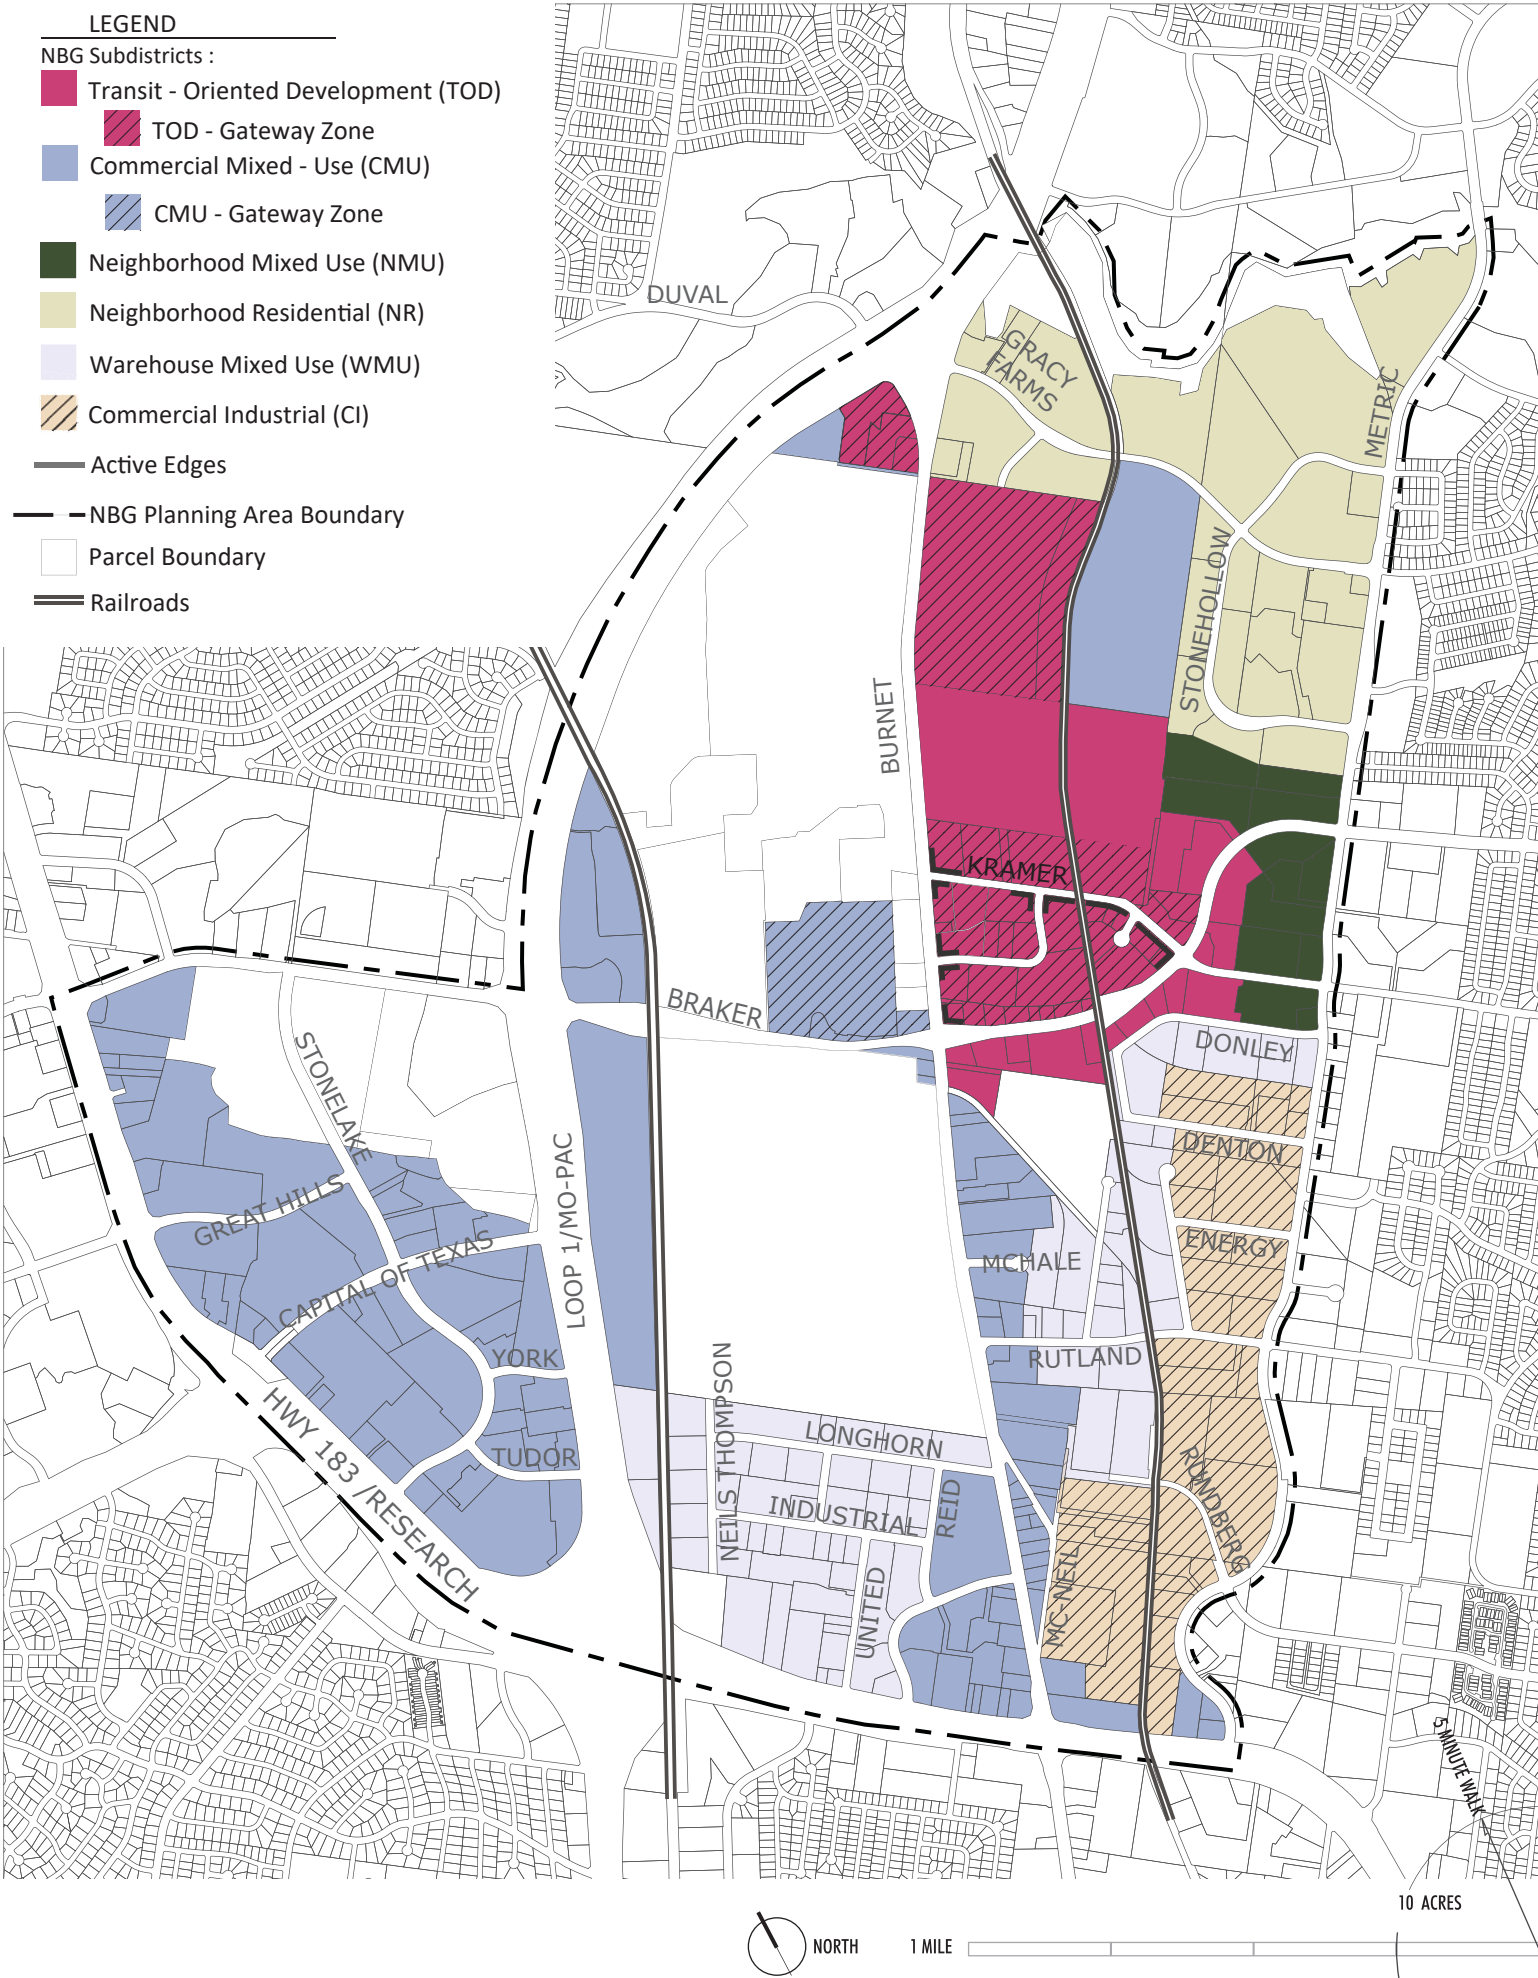 LEGEND
NBG Subdistricts :
Transit - Oriented Development (TOD)
TOD - Gateway Zone
Commercial Mixed - Use (CMU)
CMU - Gateway Zone
Neighborhood Mixed Use (NMU)
Neighborhood Residential (NR)
Warehouse Mixed Use (WMU)
Commercial Industrial (CI)
Active Edges
NBG Planning Area Boundary
Parcel Boundary
Railroads
DUVAL
GRACY
FARMS
METRIC
STONEHOLLOW
BURNET
KRAMER
BRAKER
DONLEY
STONELAKE
DENTON
GREAT HILLS
LOOP 1/MO-PAC
CAPITAL OF TEXAS
ENERGY
MCHALE
YORK
RUTLAND
HWY 183 /RESEARCH
NEILS THOMPSON
LONGHORN
TUDOR
RUNDBERG
INDUSTRIAL
REID
UNITED
MC-NEIL
5 MINUTE WALK
10 ACRES
NORTH
1 MILE